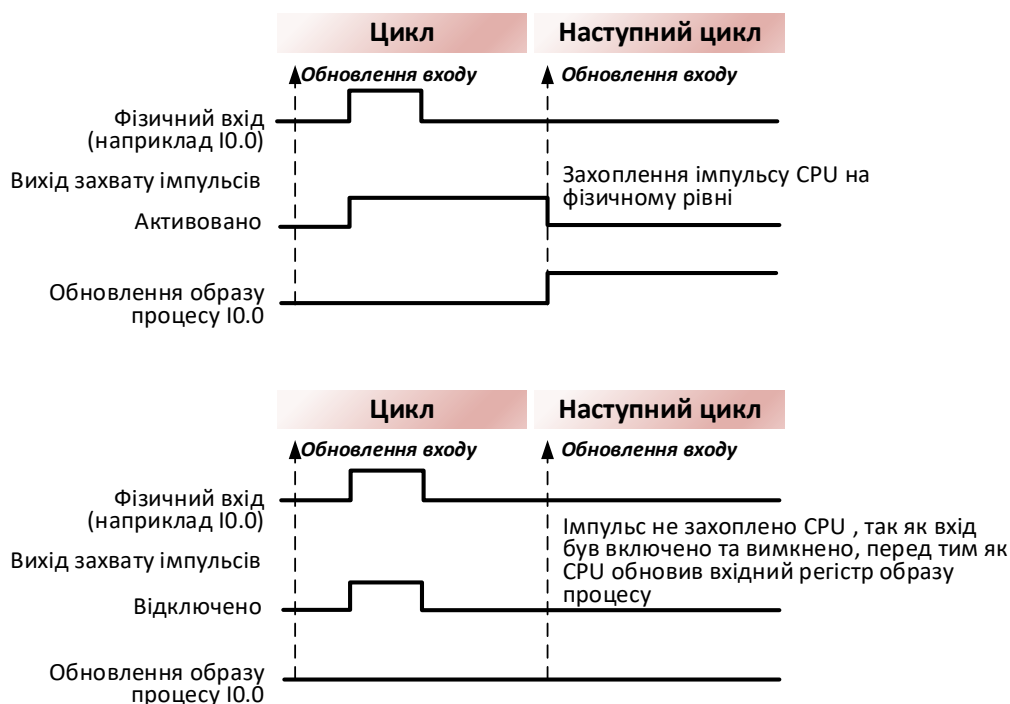 Цикл
Наступний цикл
Обновлення входу
Обновлення входу
Фізичний вхід
(наприклад I0.0)
Вихід захвату імпульсів
Активовано
Захоплення імпульсу CPU на
фізичному рівні
Обновлення образу
процесу I0.0
Цикл
Наступний цикл
Обновлення входу
Обновлення входу
Фізичний вхід
(наприклад I0.0)
Вихід захвату імпульсів
Відключено
Імпульс не захоплено CPU , так як вхід
був включено та вимкнено, перед тим як
CPU обновив вхідний регістр образу
процесу
Обновлення образу
процесу I0.0